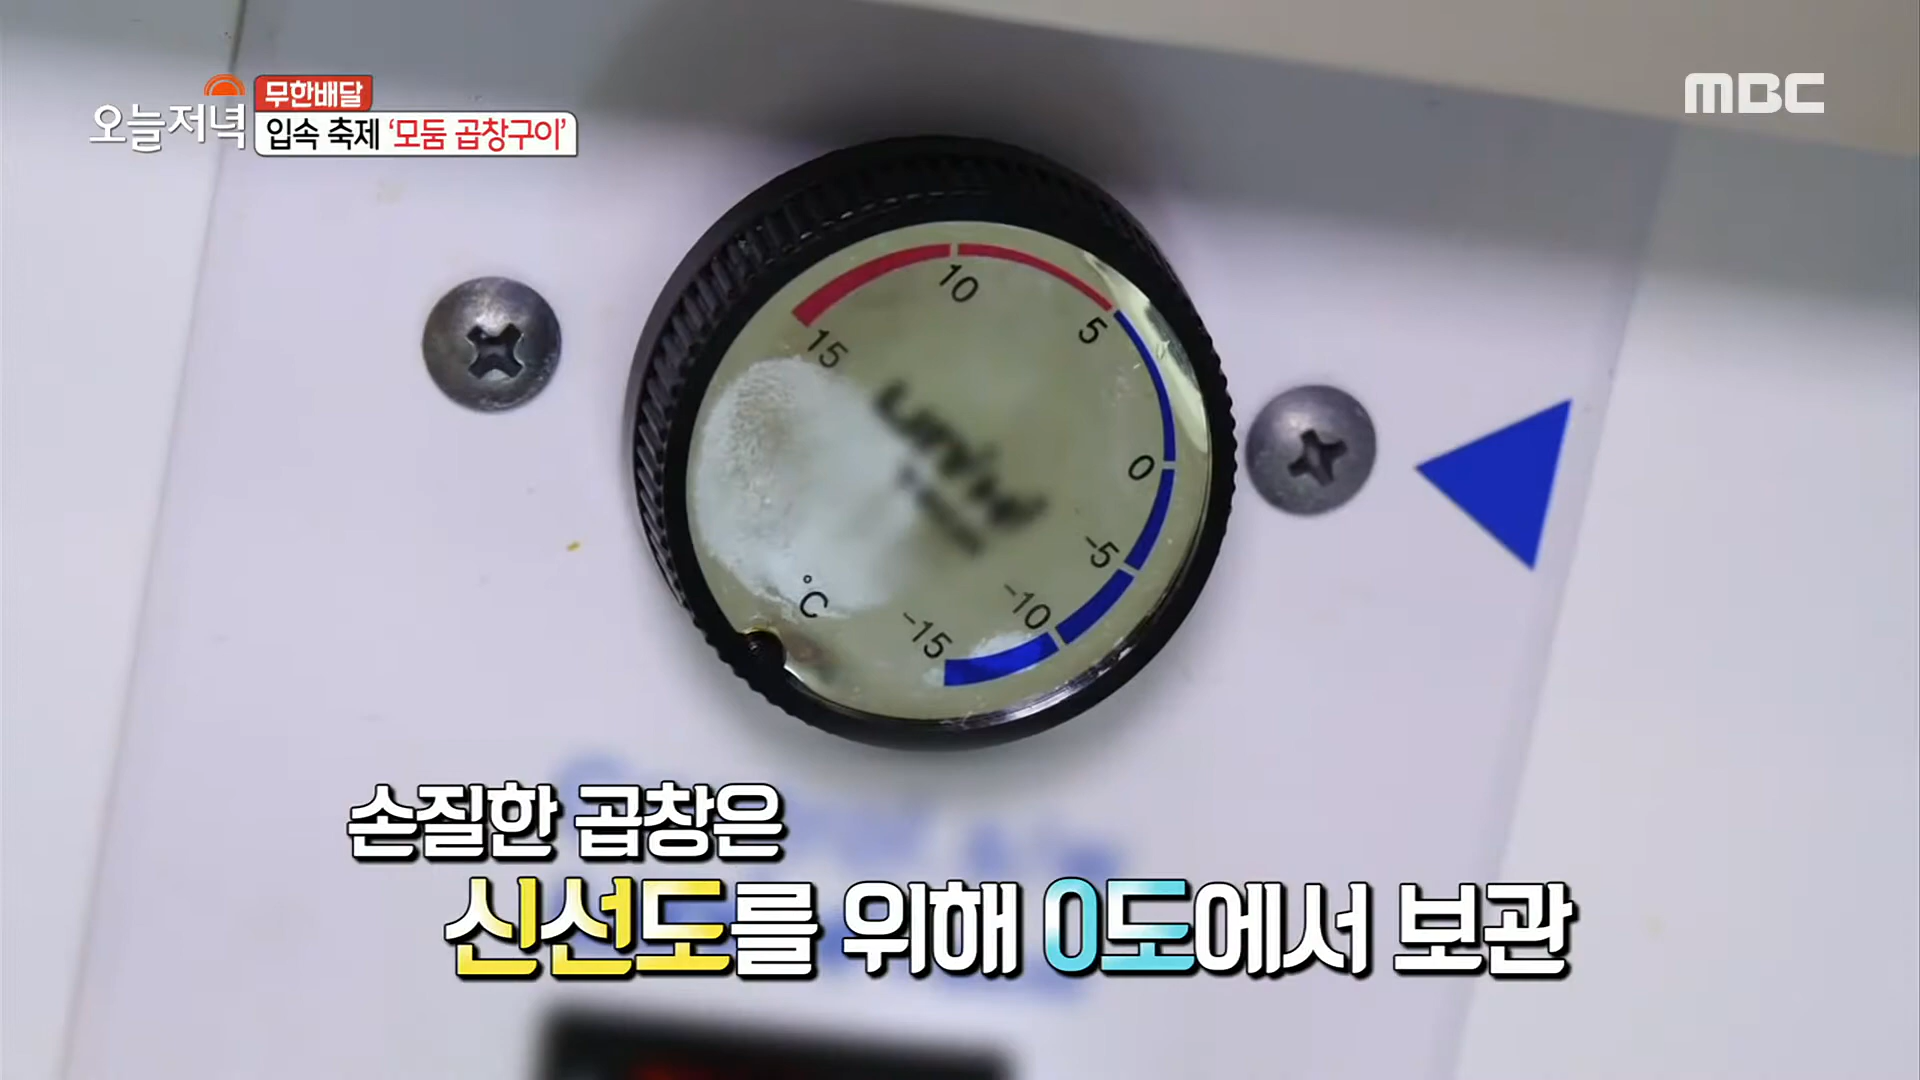 무한배달
오늘저녁
입속 축제 '모둠 곱창구이'
MBC
10
5
15
0
-5
-10
-15
°C
손질한 곱창은
신선도를 위해 0도에서 보관